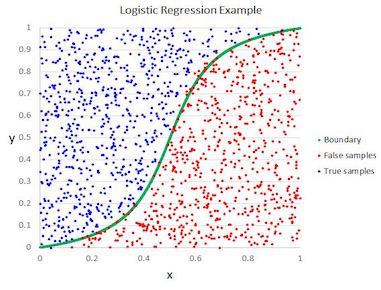 Logistic Regression Example
1
0.9
0.8
0.7
0.6
y
0.5
0.4
0.3
0.2
0.1
0
0 0.2 0.4 0.6 0.8 1
x
Boundary
False samples
True samples